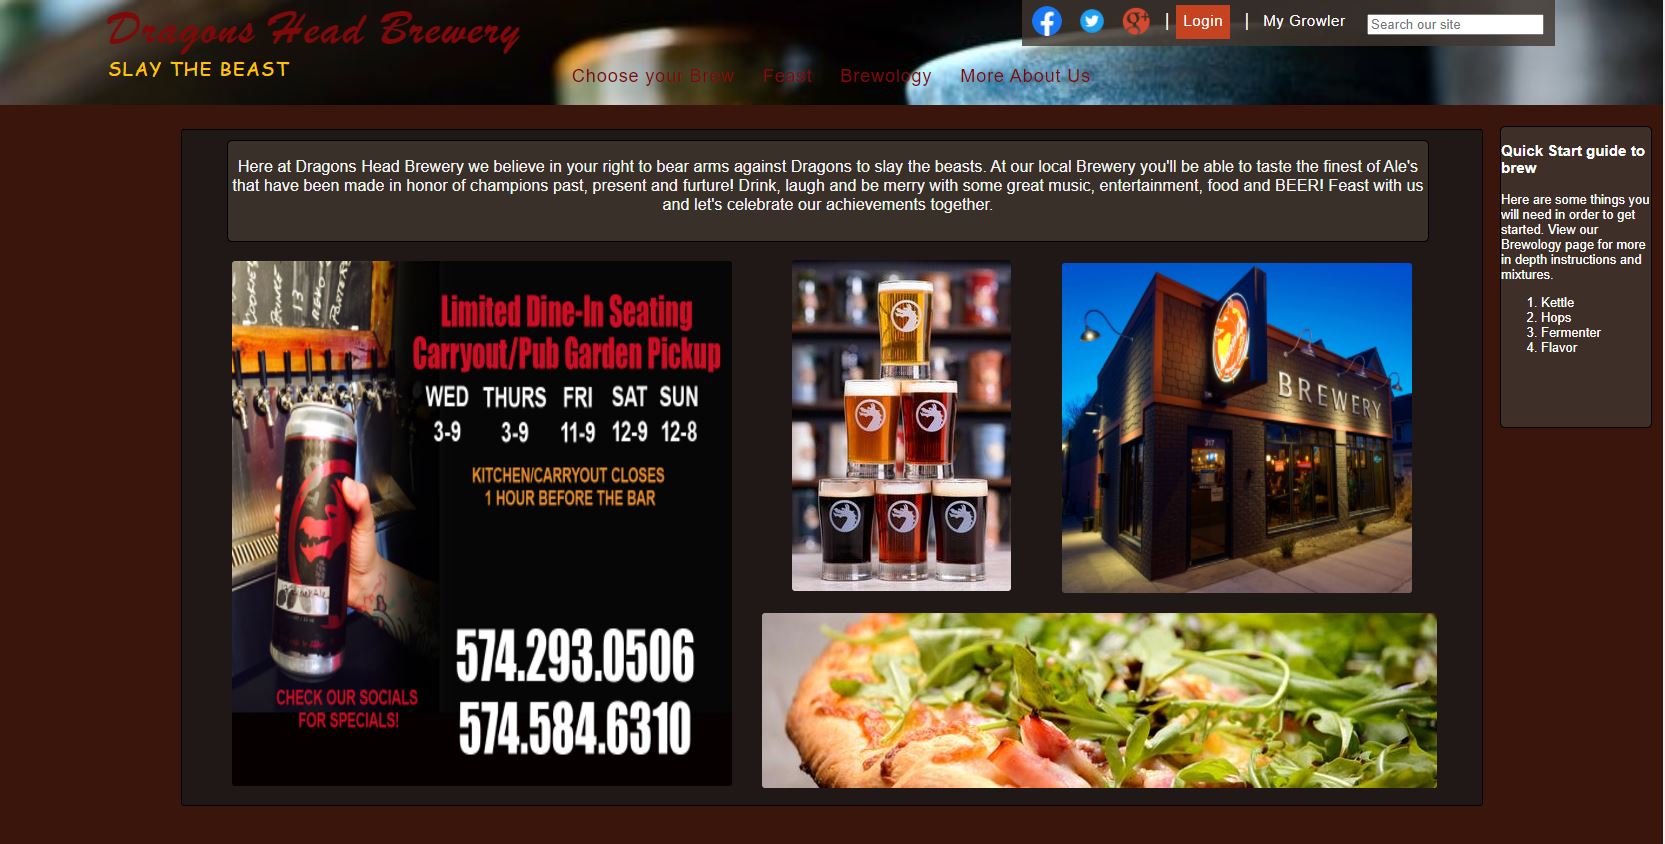 Dragons Head Brewery
SLAY THE BEAST
g+
| Login | My Growler
Search our site
Choose your Brew Feast Brewology More About Us
Here at Dragons Head Brewery we believe in your right to bear arms against Dragons to slay the beasts. At our local Brewery you'll be able to taste the finest of Ale's
that have been made in honor of champions past, present and furture! Drink, laugh and be merry with some great music, entertainment, food and BEER! Feast with us
and let's celebrate our achievements together.
Limited Dine-In Seating
Carryout/Pub Garden Pickup
WED THURS FRI SAT SUN
3-9 3-9 11-9 12-9 12-8
KITCHEN/CARRYOUT CLOSES
1 HOUR BEFORE THE BAR
574.293.0506
574.584.6310
CHECK OUR SOCIALS
FOR SPECIALS!
BREWERY
317
Quick Start guide to
brew
Here are some things you
will need in order to get
started. View our
Brewology page for more
in depth instructions and
mixtures.
1. Kettle
2. Hops
3. Fermenter
4. Flavor